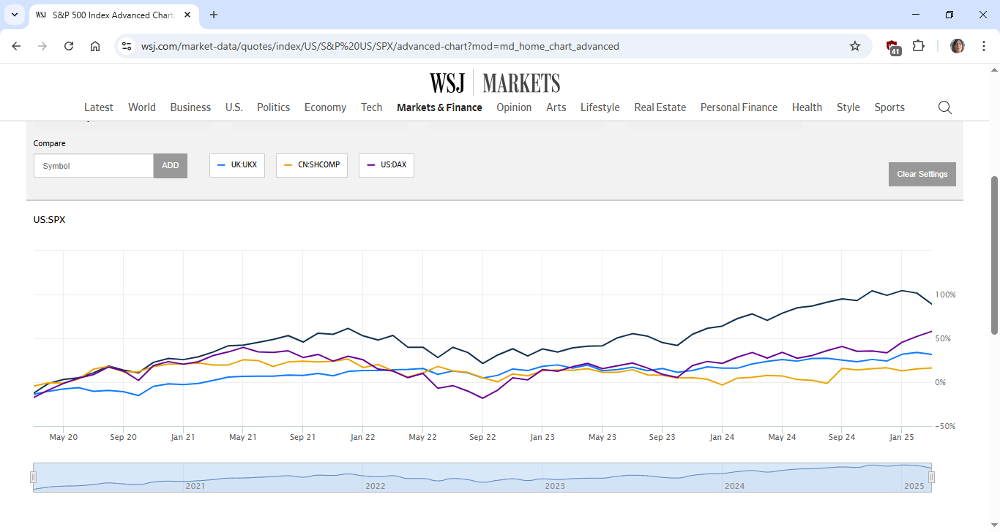 WSJ S&P 500 Index Advanced Chart
wsj.com/market-data/quotes/index/US/S&P%20US/SPX/advanced-chart?mod=md_home_chart_advanced
41
WSJ MARKETS
Latest World Business U.S. Politics Economy Tech Markets & Finance Opinion Arts Lifestyle Real Estate Personal Finance Health Style Sports
Compare
Symbol ADD UK:UKX CN:SHCOMP US:DAX
Clear Settings
US:SPX
100%
50%
0%
-50%
May 20 Sep 20 Jan 21 May 21 Sep 21 Jan 22 May 22 Sep 22 Jan 23 May 23 Sep 23 Jan 24 May 24 Sep 24 Jan 25
2021 2022 2023 2024 2025